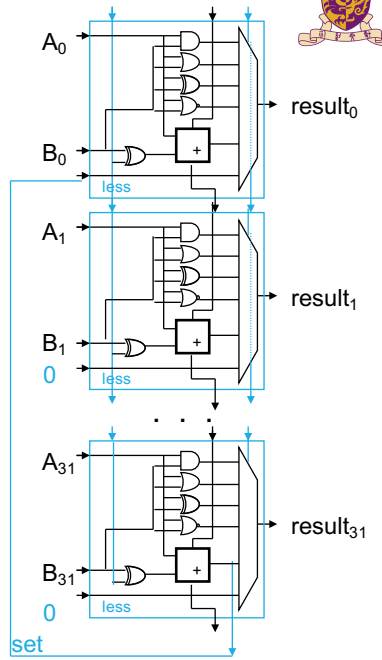 A0
result0
+
B0
less
A1
result1
+
B1
0
less
. . .
A31
result31
+
B31
0
less
set